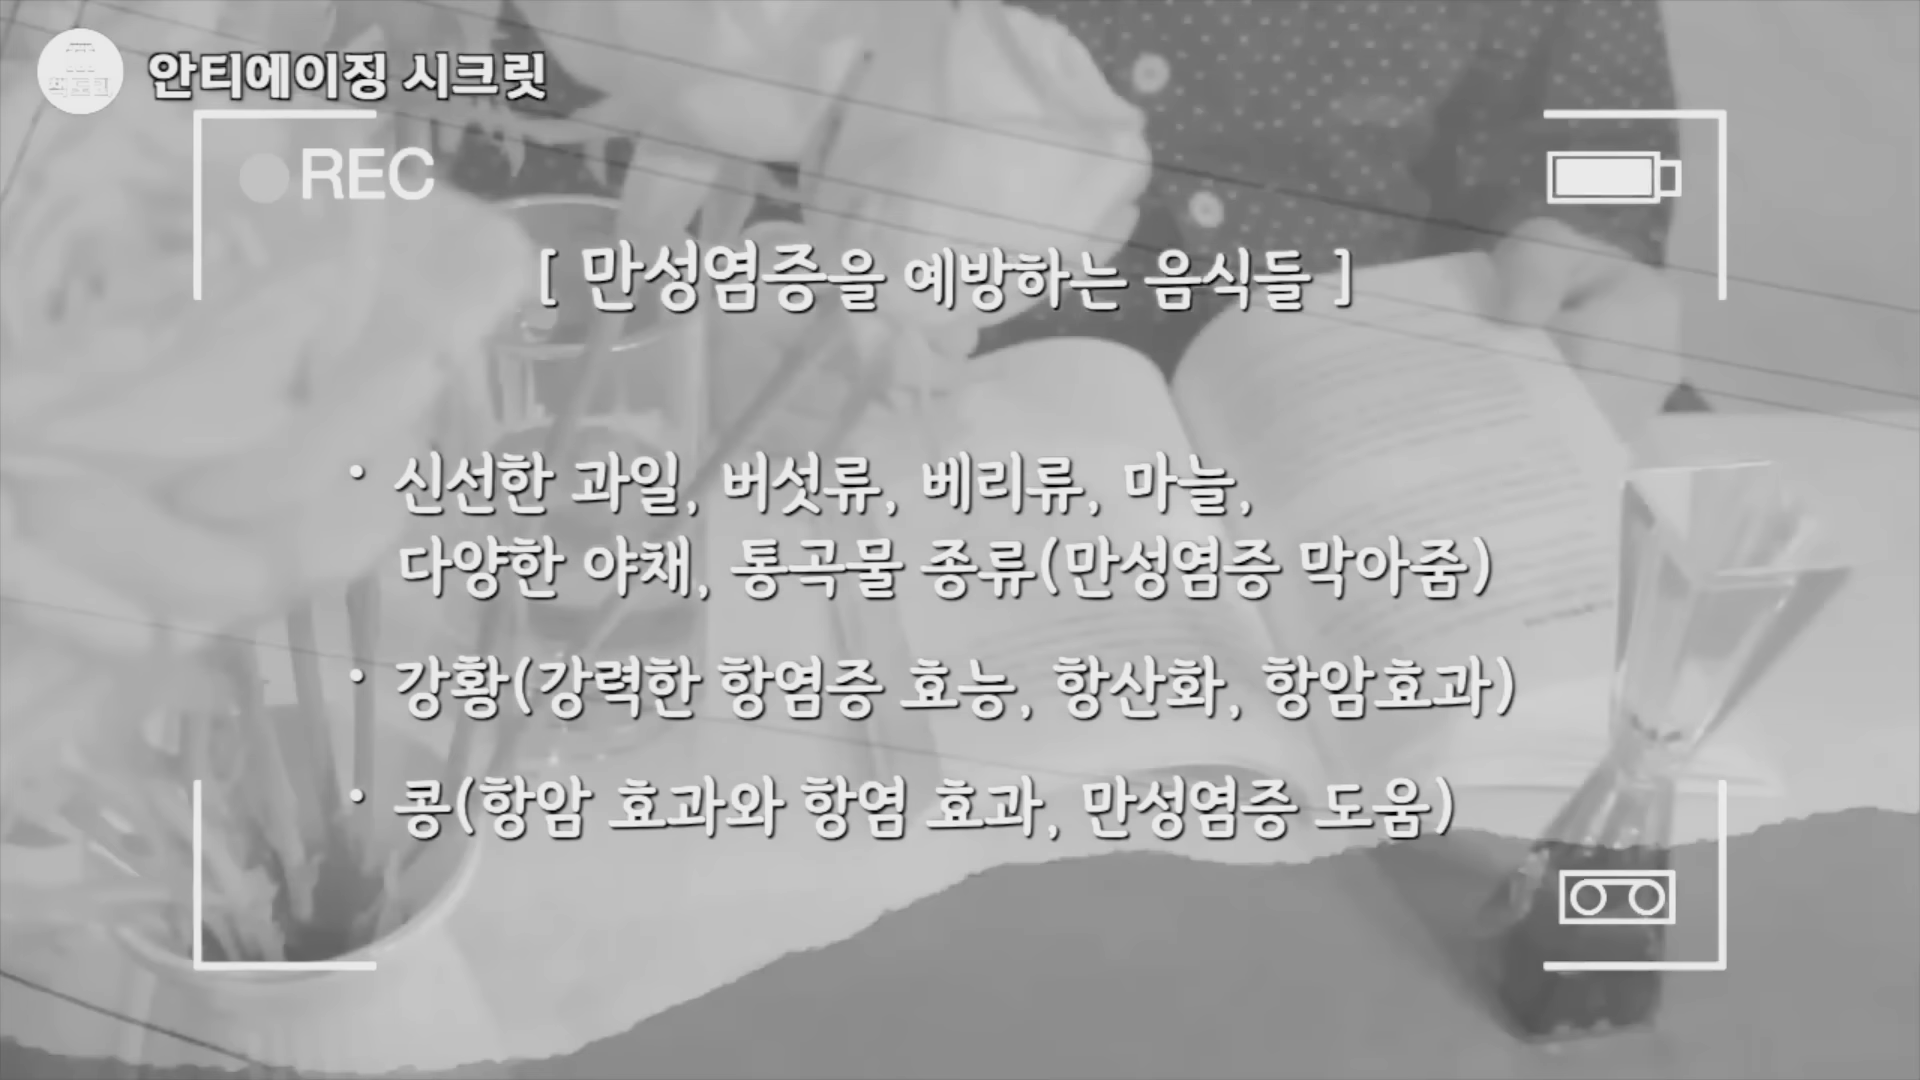 안티에이징 시크릿
REC
[ 만성염증을 예방하는 음식들 ]
· 신선한 과일, 버섯류, 베리류, 마늘,
다양한 야채, 통곡물 종류(만성염증 막아줌)
· 강황(강력한 항염증 효능, 항산화, 항암효과)
· 콩(항암 효과와 항염 효과, 만성염증 도움)